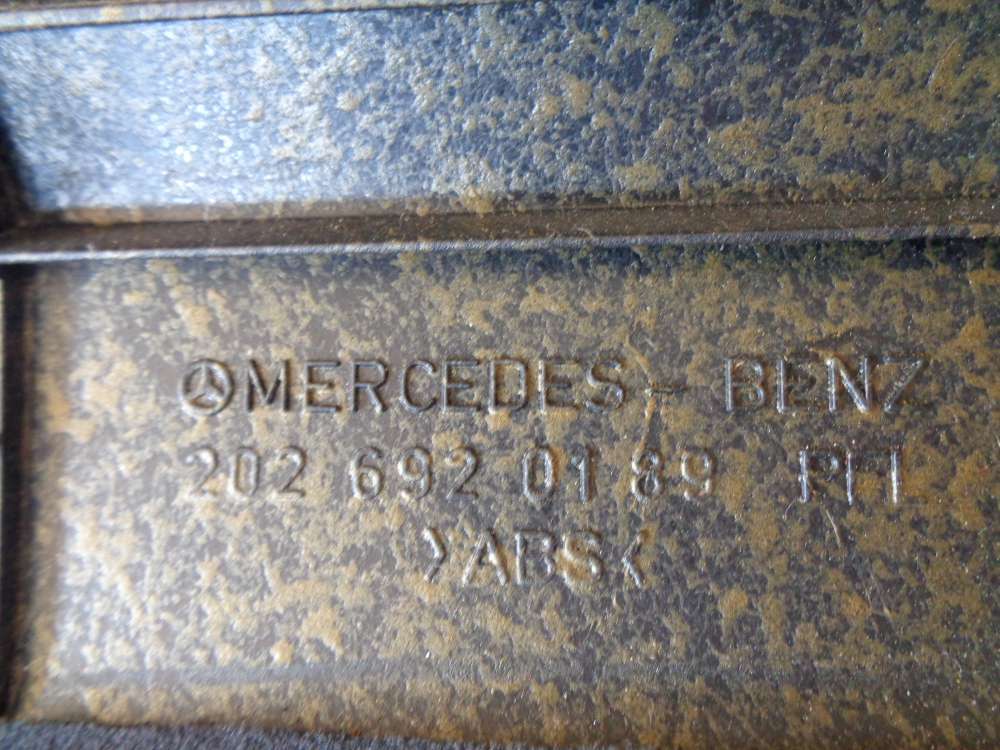 MERCEDES - BENZ
202 692 01 89
>ABS<